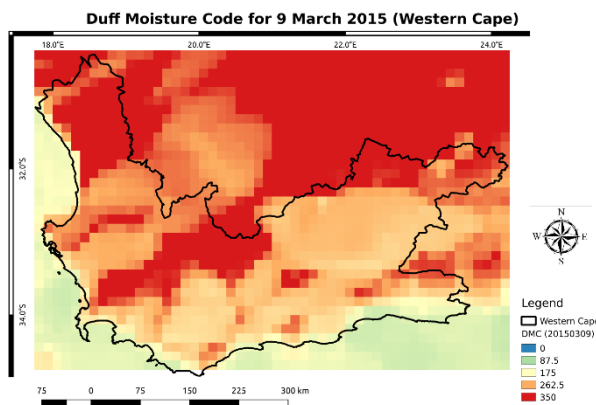 Duff Moisture Code for 9 March 2015 (Western Cape)
18.0°E 20.0°E 22.0°E 24.0°E
32.0°S
34.0°S
N
W E
S
Legend
Western Cape
DMC (20150309)
0
87.5
175
262.5
350
75 0 75 150 225 300 km